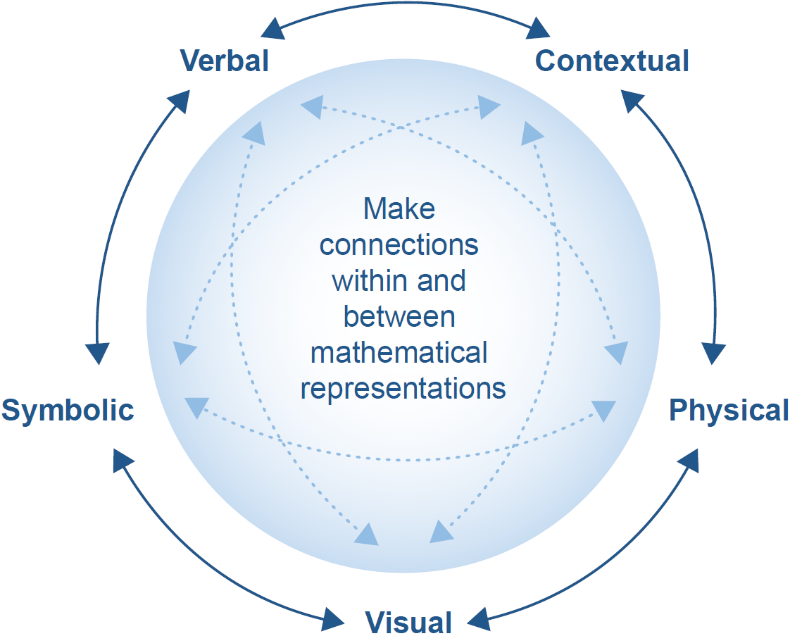 Verbal
Contextual
Make
connections
within and
between
mathematical
representations
Symbolic
Physical
Visual